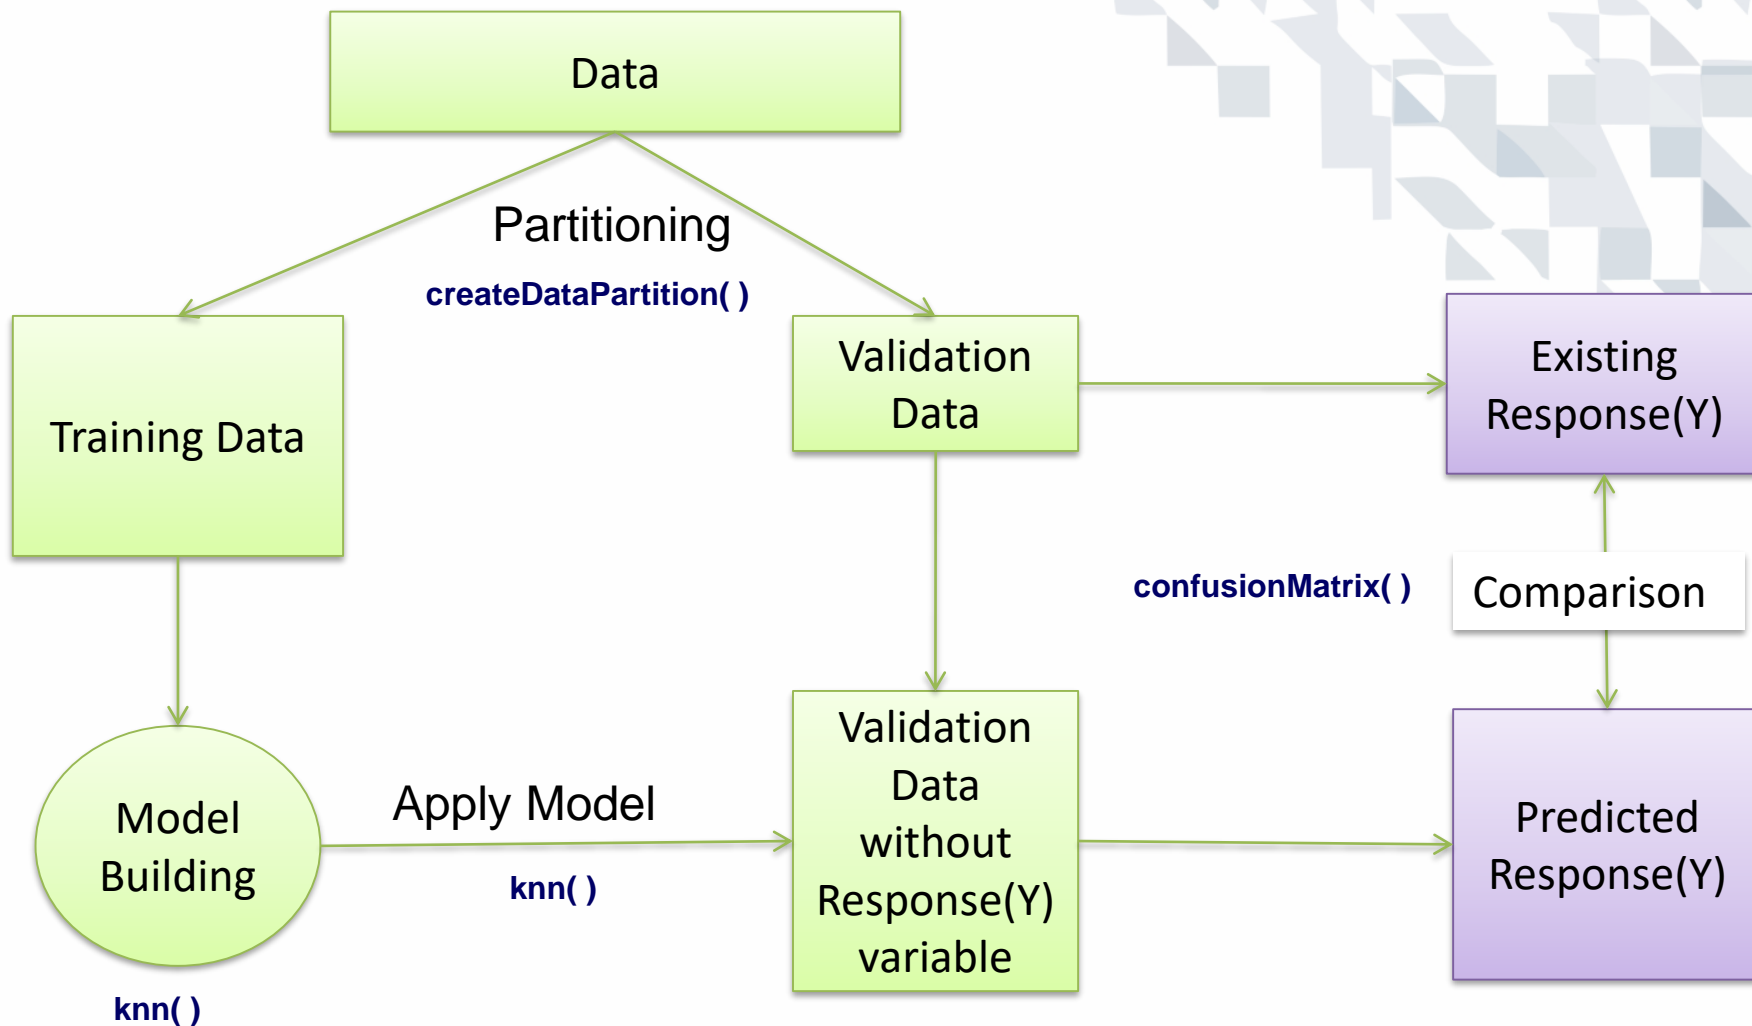 Data
Partitioning
createDataPartition( )
Training Data
Validation
Data
Existing
Response(Y)
confusionMatrix( )
Comparison
Model
Building
knn( )
Apply Model
knn( )
Validation
Data
without
Response(Y)
variable
Predicted
Response(Y)